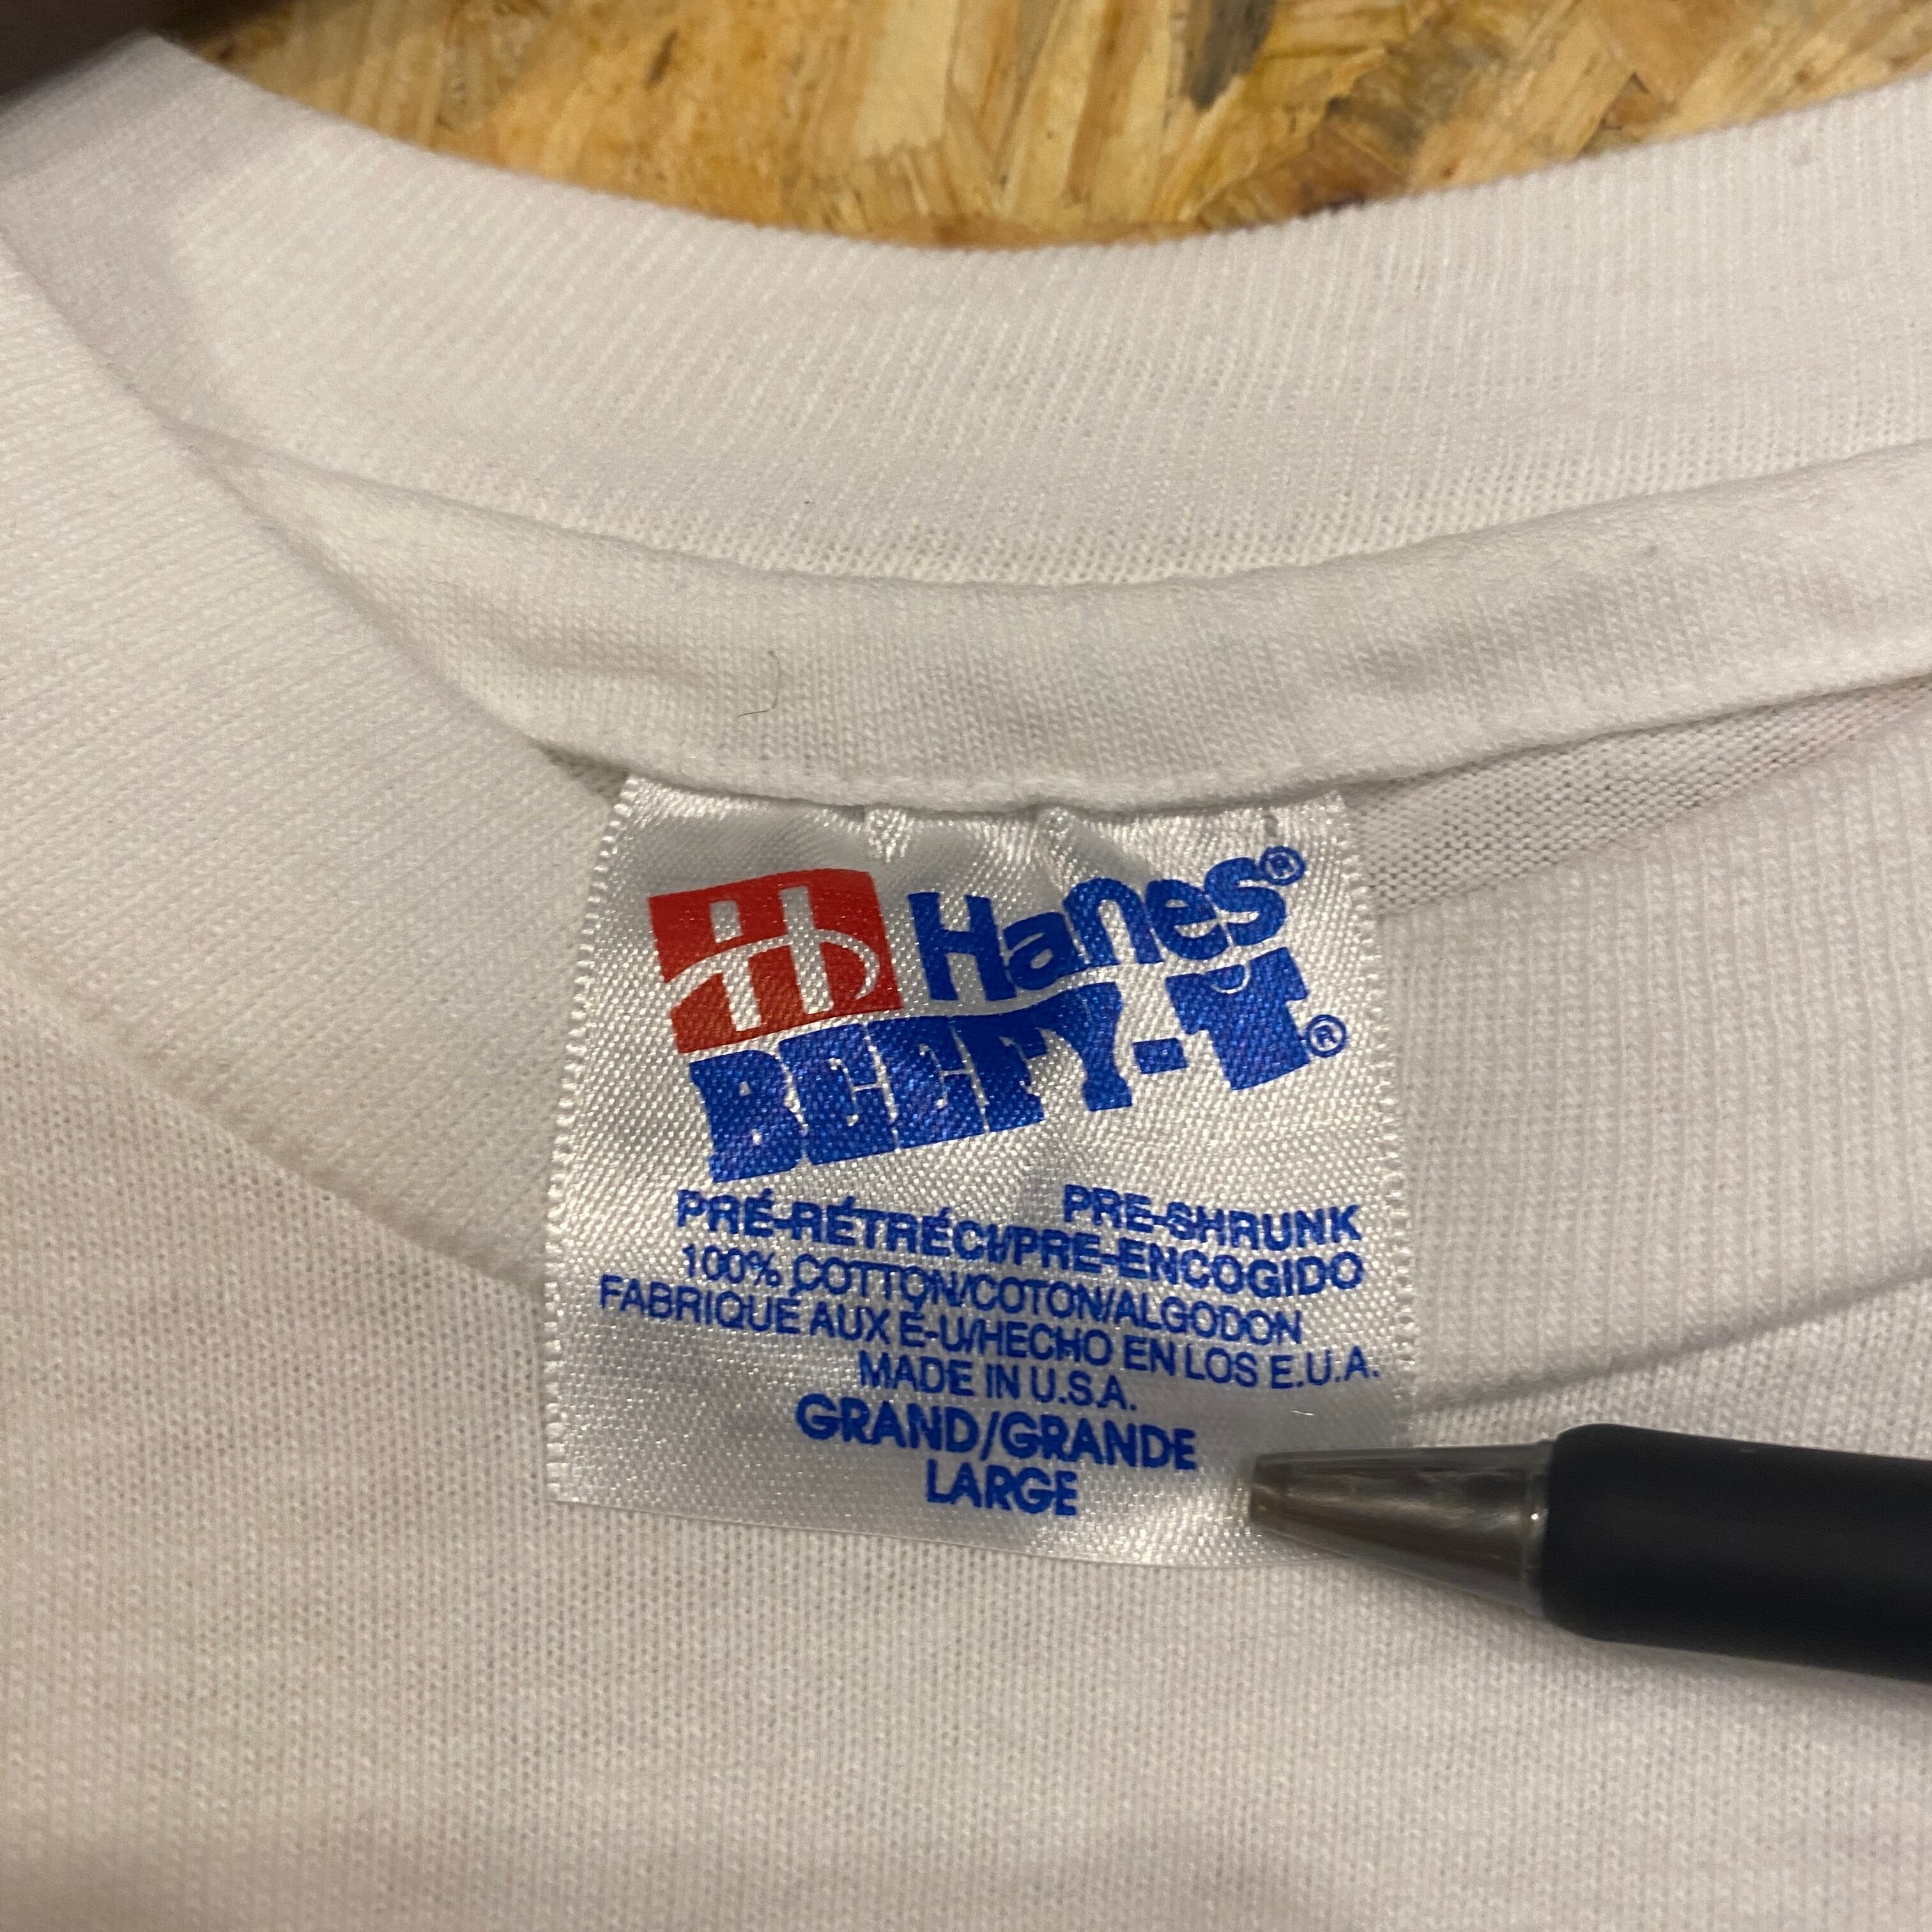 H Hanes®
BEEFY-T®
PRE-SHRUNK
PRÉ-RÉTRÉCI/PRE-ENCOGIDO
100% COTTON/COTON/ALGODON
FABRIQUÉ AUX É-U/HECHO EN LOS E.U.A.
MADE IN U.S.A.
GRAND/GRANDE
LARGE